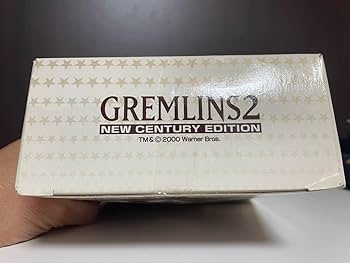 GREMLINS2
NEW CENTURY EDITION
TM & © 2000 Warner Bros.